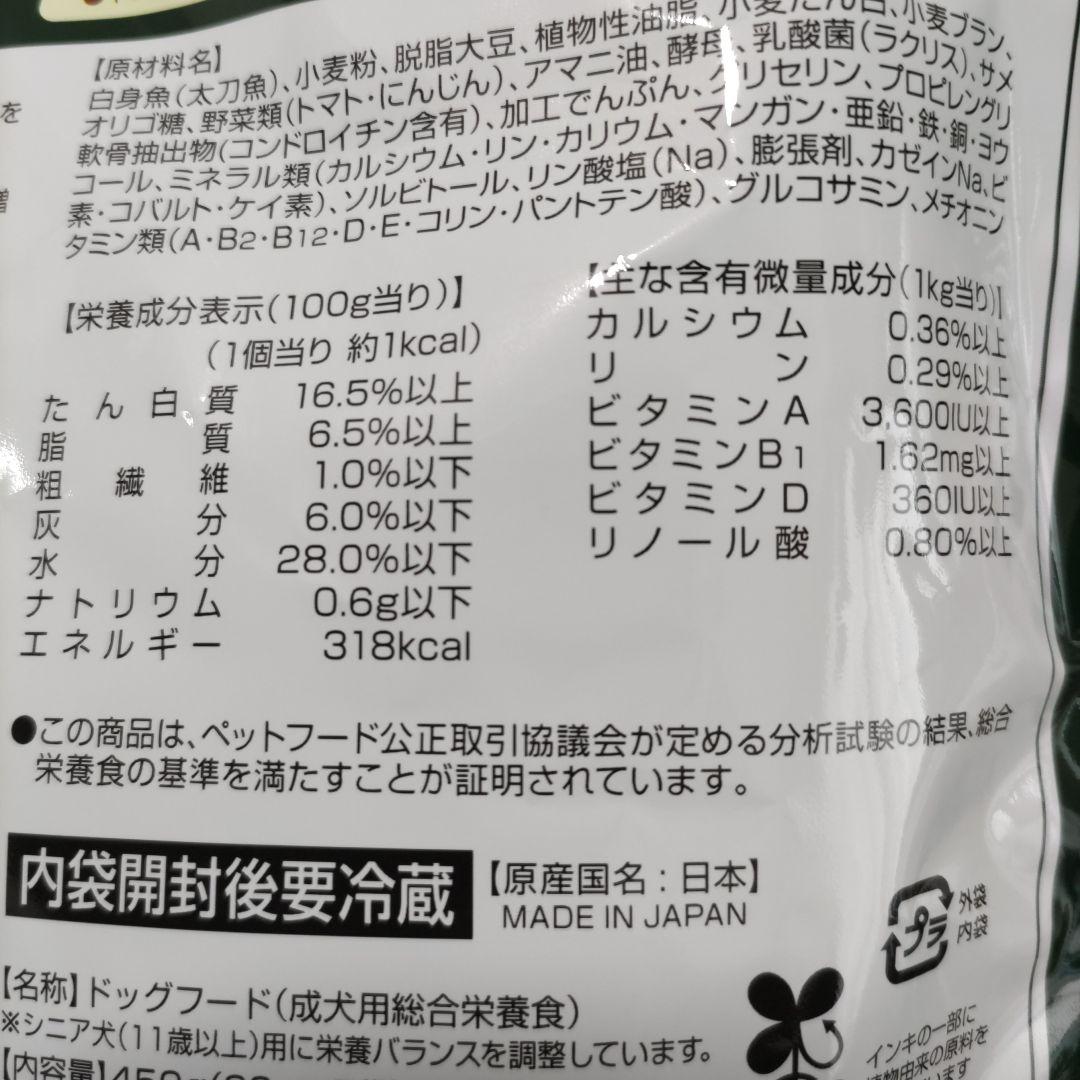 【原材料名】
白身魚(太刀魚)、小麦粉、脱脂大豆、植物性油脂、小麦たん白、小麦ブラン、
オリゴ糖、野菜類(トマト・にんじん)、アマニ油、酵母、乳酸菌(ラクリス)、サメ
軟骨抽出物(コンドロイチン含有)、加工でんぷん、グリセリン、プロピレングリ
コール、ミネラル類(カルシウム・リン・カリウム・マンガン・亜鉛・鉄・銅・ヨウ
素・コバルト・ケイ素)、ソルビトール、リン酸塩(Na)、膨張剤、カゼインNa、ビ
タミン類(A・B2・B12・D・E・コリン・パントテン酸)、グルコサミン、メチオニン
を
【栄養成分表示(100g当り)】
(1個当り 約1kcal)
たん白質 16.5%以上
脂質 6.5%以上
粗繊維 1.0%以下
灰分 6.0%以下
水分 28.0%以下
ナトリウム 0.6g以下
エネルギー 318kcal
【主な含有微量成分(1kg当り)】
カルシウム 0.36%以上
リン 0.29%以上
ビタミンA 3,600IU以上
ビタミンB1 1.62mg以上
ビタミンD 360IU以上
リノール酸 0.80%以上
●この商品は、ペットフード公正取引協議会が定める分析試験の結果、総合
栄養食の基準を満たすことが証明されています。
内袋開封後要冷蔵
【原産国名:日本】
MADE IN JAPAN
プラ
外袋
内袋
【名称】ドッグフード(成犬用総合栄養食)
※シニア犬(11歳以上)用に栄養バランスを調整しています。
【内容量】450g
インキの一部に
植物由来の原料を
います